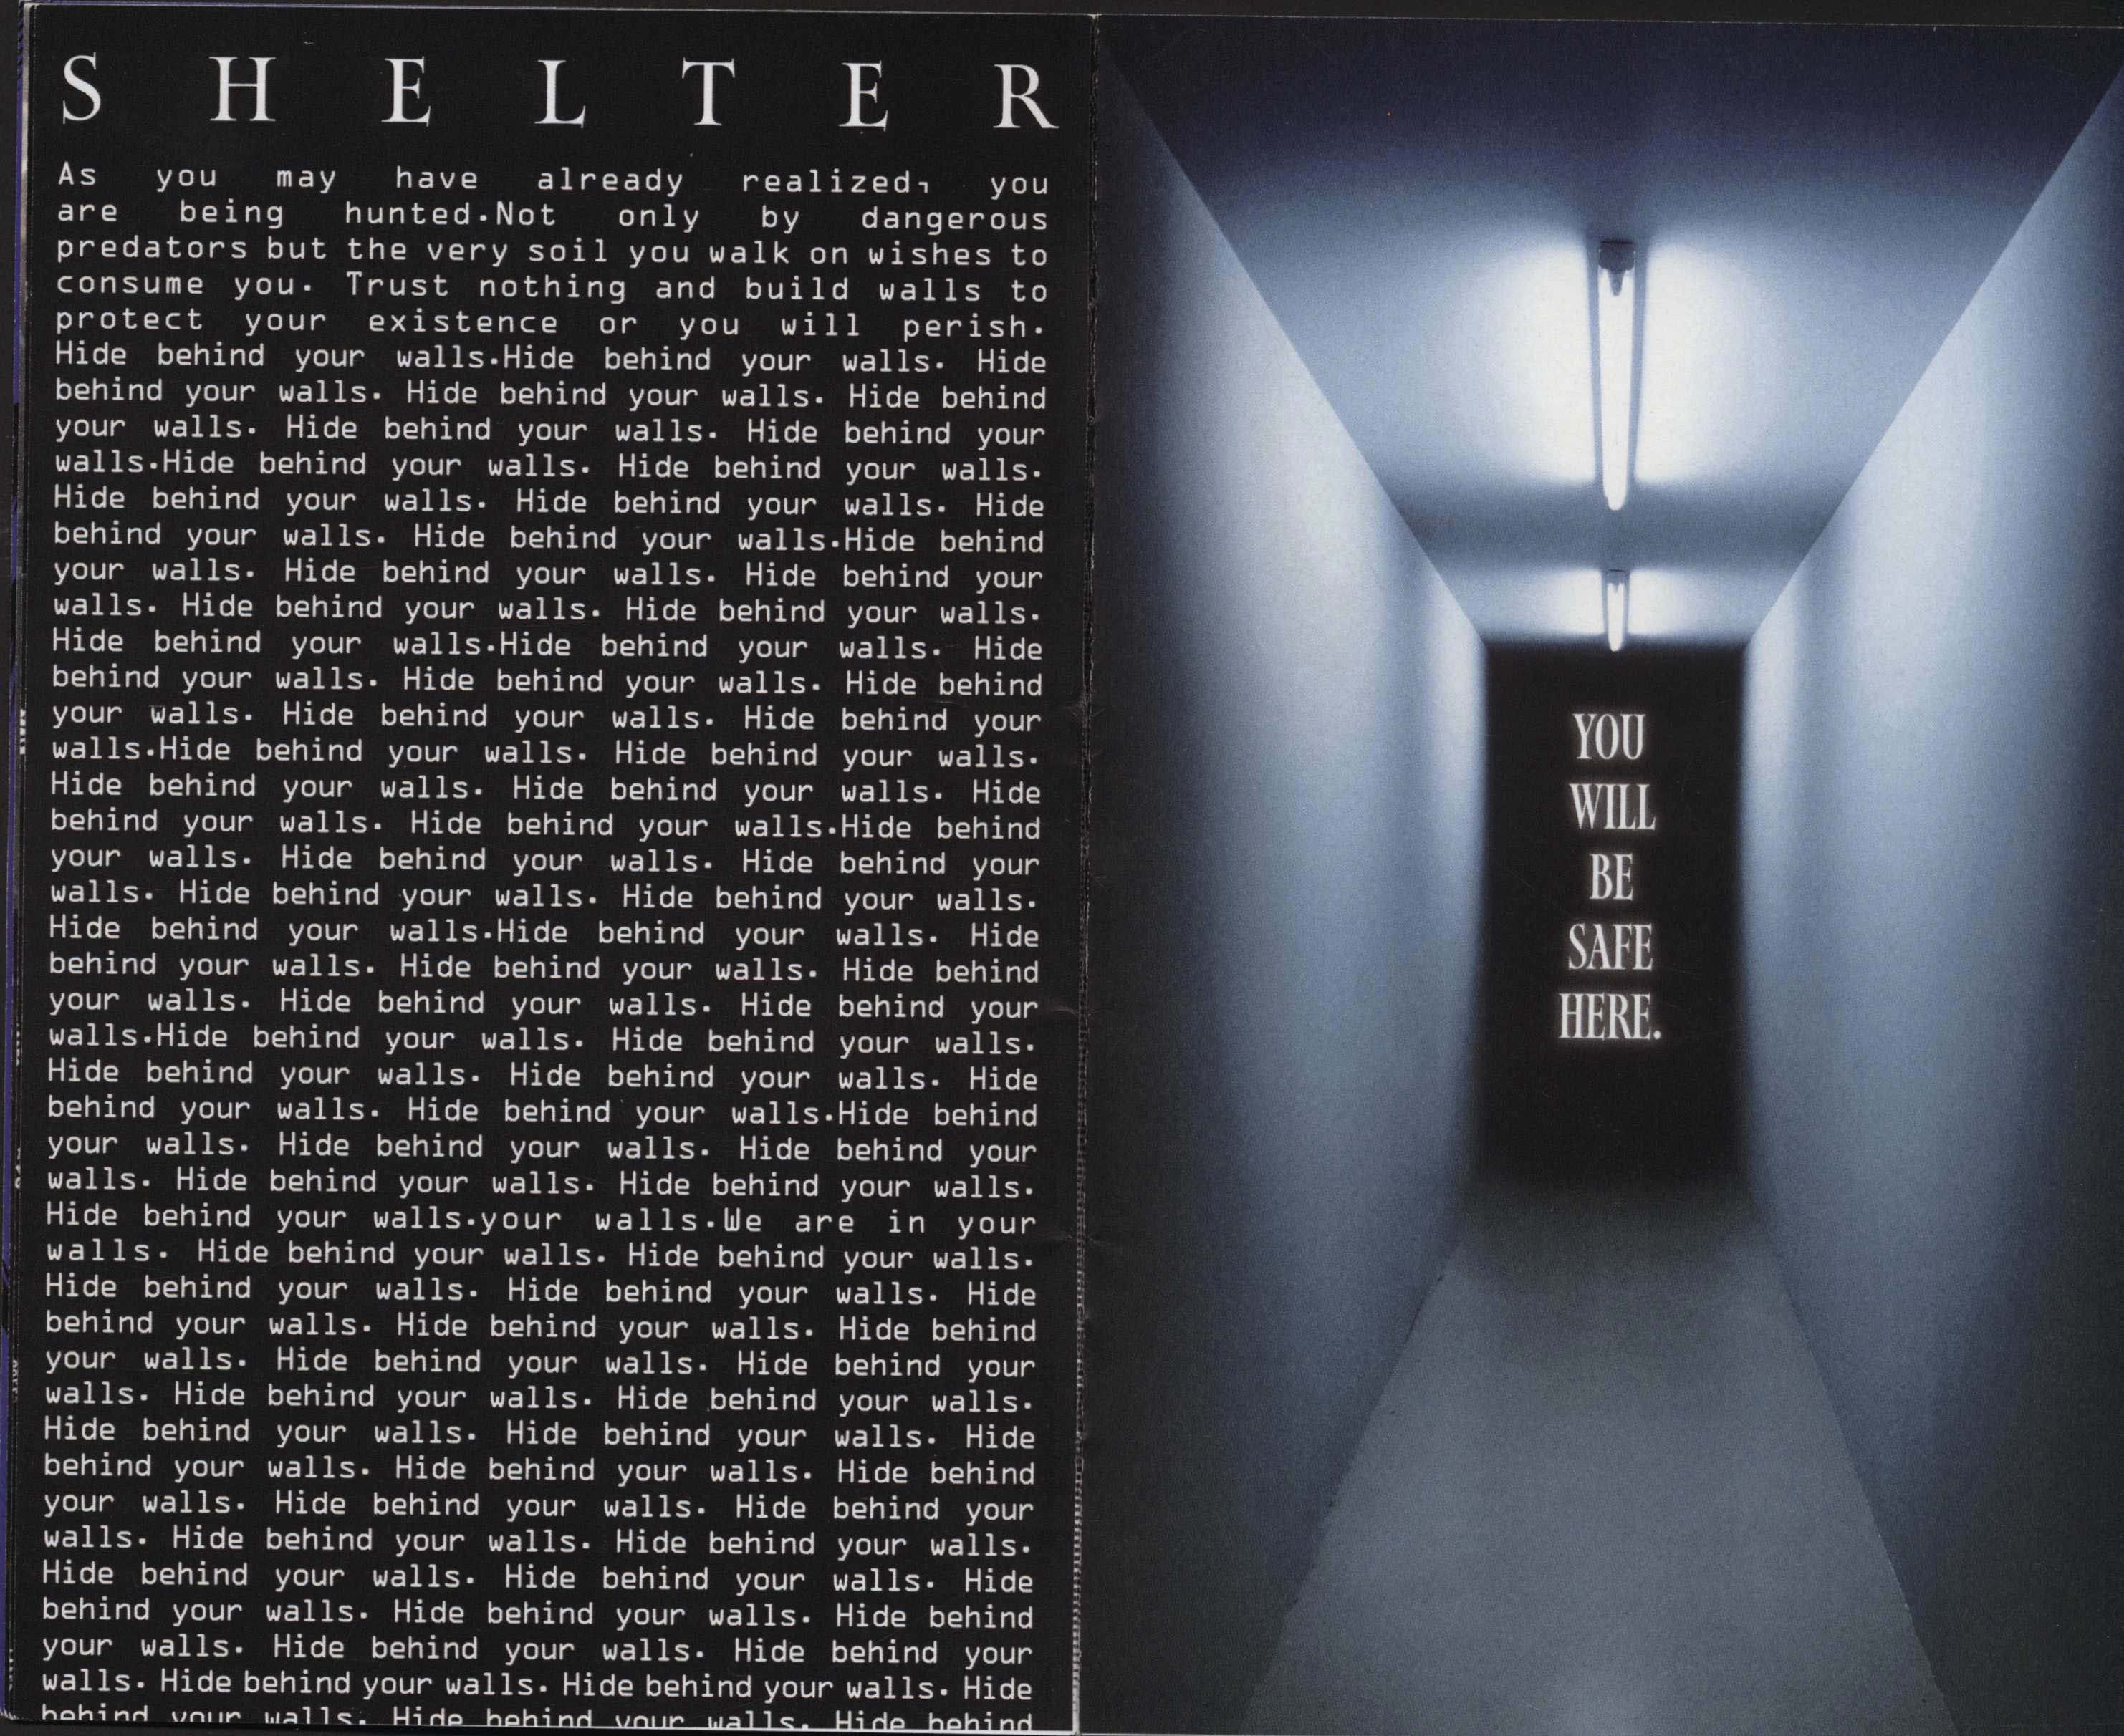 S H E L T E R
As you may have already realized, you
are being hunted.Not only by dangerous
predators but the very soil you walk on wishes to
consume you. Trust nothing and build walls to
protect your existence or you will perish.
Hide behind your walls.Hide behind your walls. Hide
behind your walls. Hide behind your walls. Hide behind
your walls. Hide behind your walls. Hide behind your
walls.Hide behind your walls. Hide behind your walls.
Hide behind your walls. Hide behind your walls. Hide
behind your walls. Hide behind your walls.Hide behind
your walls. Hide behind your walls. Hide behind your
walls. Hide behind your walls. Hide behind your walls.
Hide behind your walls.Hide behind your walls. Hide
behind your walls. Hide behind your walls. Hide behind
your walls. Hide behind your walls. Hide behind your
walls.Hide behind your walls. Hide behind your walls.
Hide behind your walls. Hide behind your walls. Hide
behind your walls. Hide behind your walls.Hide behind
your walls. Hide behind your walls. Hide behind your
walls. Hide behind your walls. Hide behind your walls.
Hide behind your walls.Hide behind your walls. Hide
behind your walls. Hide behind your walls. Hide behind
your walls. Hide behind your walls. Hide behind your
walls.Hide behind your walls. Hide behind your walls.
Hide behind your walls. Hide behind your walls. Hide
behind your walls. Hide behind your walls.Hide behind
your walls. Hide behind your walls. Hide behind your
walls. Hide behind your walls. Hide behind your walls.
Hide behind your walls.your walls.We are in your
walls. Hide behind your walls. Hide behind your walls.
Hide behind your walls. Hide behind your walls. Hide
behind your walls. Hide behind your walls. Hide behind
your walls. Hide behind your walls. Hide behind your
walls. Hide behind your walls. Hide behind your walls.
Hide behind your walls. Hide behind your walls. Hide
behind your walls. Hide behind your walls. Hide behind
your walls. Hide behind your walls. Hide behind your
walls. Hide behind your walls. Hide behind your walls.
Hide behind your walls. Hide behind your walls. Hide
behind your walls. Hide behind your walls. Hide behind
your walls. Hide behind your walls. Hide behind your
walls. Hide behind your walls. Hide behind your walls. Hide
behind your walls. Hide behind your walls. Hide behind
YOU
WILL
BE
SAFE
HERE.